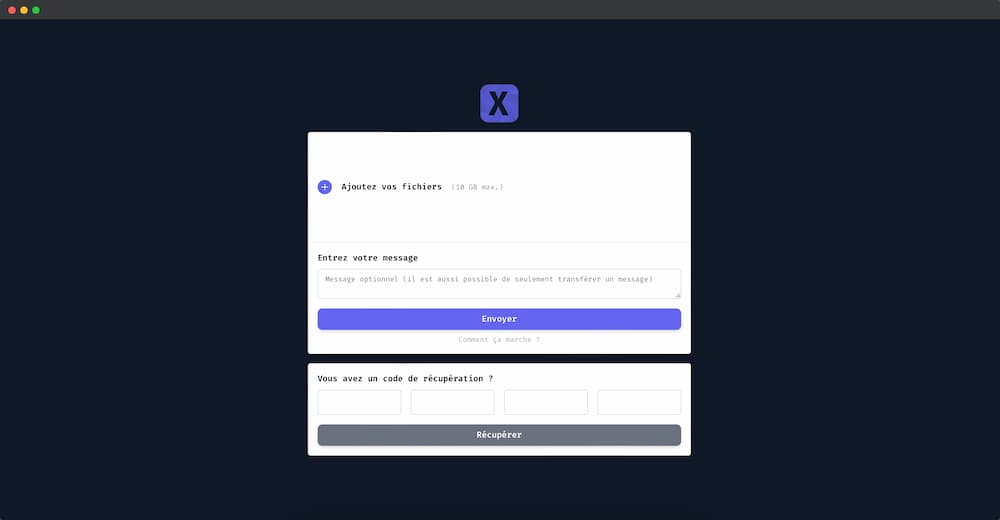 X
Ajoutez vos fichiers (10 GB max.)
Entrez votre message
Message optionnel (il est aussi possible de seulement transférer un message)
Envoyer
Comment ça marche ?
Vous avez un code de récupération ?
Récupérer